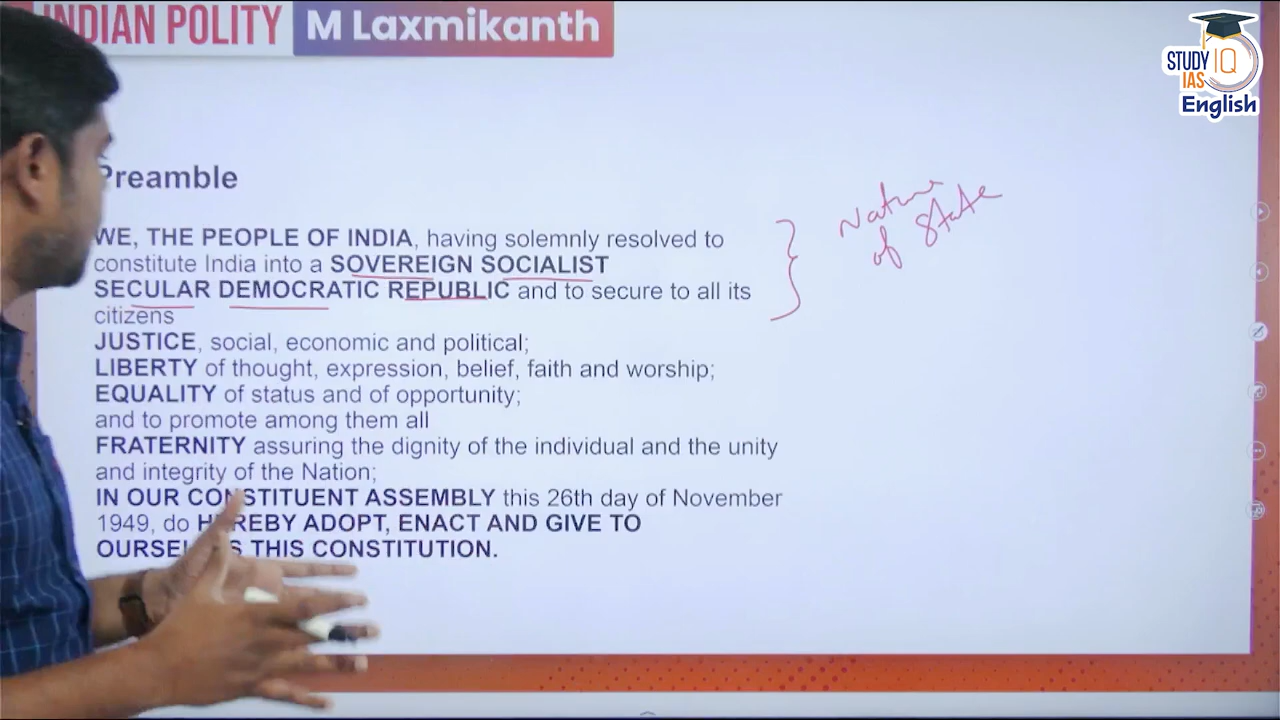 INDIAN POLITY M Laxmikanth
STUDY IQ
IAS
English
Preamble
WE, THE PEOPLE OF INDIA, having solemnly resolved to
constitute India into a SOVEREIGN SOCIALIST
SECULAR DEMOCRATIC REPUBLIC and to secure to all its
citizens
JUSTICE, social, economic and political;
LIBERTY of thought, expression, belief, faith and worship;
EQUALITY of status and of opportunity;
and to promote among them all
FRATERNITY assuring the dignity of the individual and the unity
and integrity of the Nation;
IN OUR CONSTITUENT ASSEMBLY this 26th day of November
1949, do HEREBY ADOPT, ENACT AND GIVE TO
OURSELVES THIS CONSTITUTION.
Nature
of State